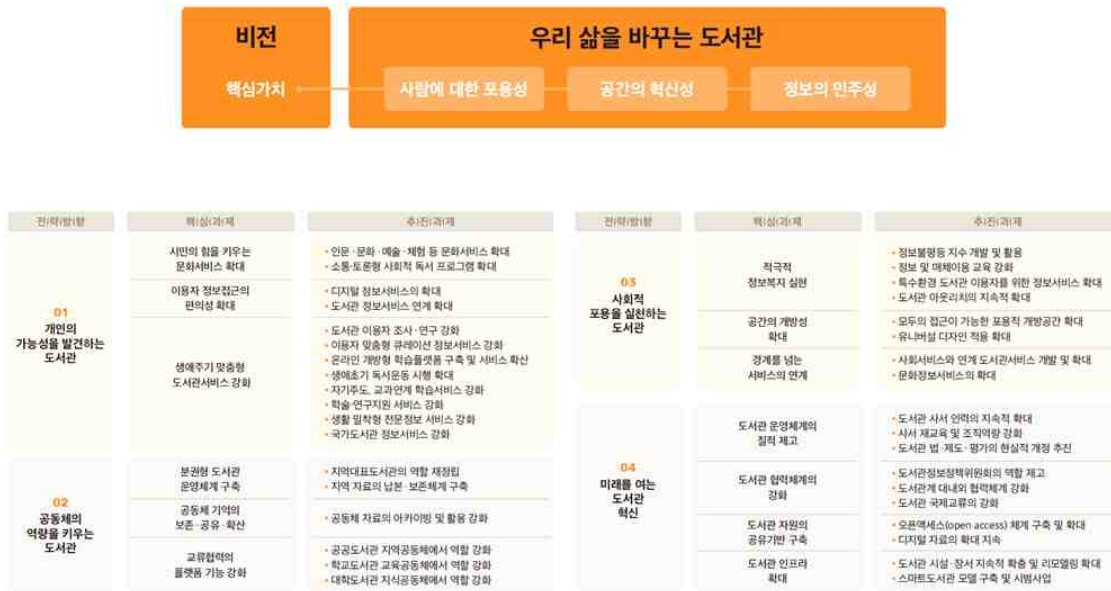 비전
우리 삶을 바꾸는 도서관
핵심가치
사람에 대한 포용성
공간의 혁신성
정보의 민주성
전/략/방/향
핵/심/과/제
추/진/과/제
01
개인의
가능성을 발견하는
도서관
시민의 힘을 키우는
문화서비스 확대
• 인문·문화·예술·체험 등 문화서비스 확대
• 소통·토론형 사회적 독서 프로그램 확대
이용자 정보접근의
편의성 확대
• 디지털 정보서비스의 확대
• 도서관 정보서비스 연계 확대
생애주기 맞춤형
도서관서비스 강화
• 도서관 이용자 조사·연구 강화
• 이용자 맞춤형 큐레이션 정보서비스 강화
• 온라인 개방형 학습플랫폼 구축 및 서비스 확산
• 생애초기 독서운동 시행 확대
• 자기주도, 교과연계 학습서비스 강화
• 학술·연구지원 서비스 강화
• 생활 밀착형 전문정보 서비스 강화
• 국가도서관 정보서비스 강화
02
공동체의
역량을 키우는
도서관
분권형 도서관
운영체계 구축
• 지역대표도서관의 역할 재정립
• 지역 자료의 납본·보존체계 구축
공동체 기억의
보존·공유·확산
• 공동체 자료의 아카이빙 및 활용 강화
교류협력의
플랫폼 기능 강화
• 공공도서관 지역공동체에서 역할 강화
• 학교도서관 교육공동체에서 역할 강화
• 대학도서관 지식공동체에서 역할 강화
전/략/방/향
핵/심/과/제
추/진/과/제
03
사회적
포용을 실천하는
도서관
적극적
정보복지 실현
• 정보불평등 지수 개발 및 활용
• 정보 및 매체이용 교육 강화
• 특수환경 도서관 이용자를 위한 정보서비스 확대
• 도서관 아웃리치의 지속적 확대
공간의 개방성
확대
• 모두의 접근이 가능한 포용적 개방공간 확대
• 유니버설 디자인 적용 확대
경계를 넘는
서비스의 연계
• 사회서비스와 연계 도서관서비스 개발 및 확대
• 문화정보서비스의 확대
04
미래를 여는
도서관
혁신
도서관 운영체계의
질적 제고
• 도서관 사서 인력의 지속적 확대
• 사서 재교육 및 조직역량 강화
• 도서관 법·제도·평가의 현실적 개정 추진
도서관 협력체계의
강화
• 도서관정보정책위원회의 역할 제고
• 도서관계 대내외 협력체계 강화
• 도서관 국제교류의 강화
도서관 자원의
공유기반 구축
• 오픈액세스(open access) 체계 구축 및 확대
• 디지털 자료의 확대 지속
도서관 인프라
확대
• 도서관 시설·장서 지속적 확충 및 리모델링 확대
• 스마트도서관 모델 구축 및 시범사업